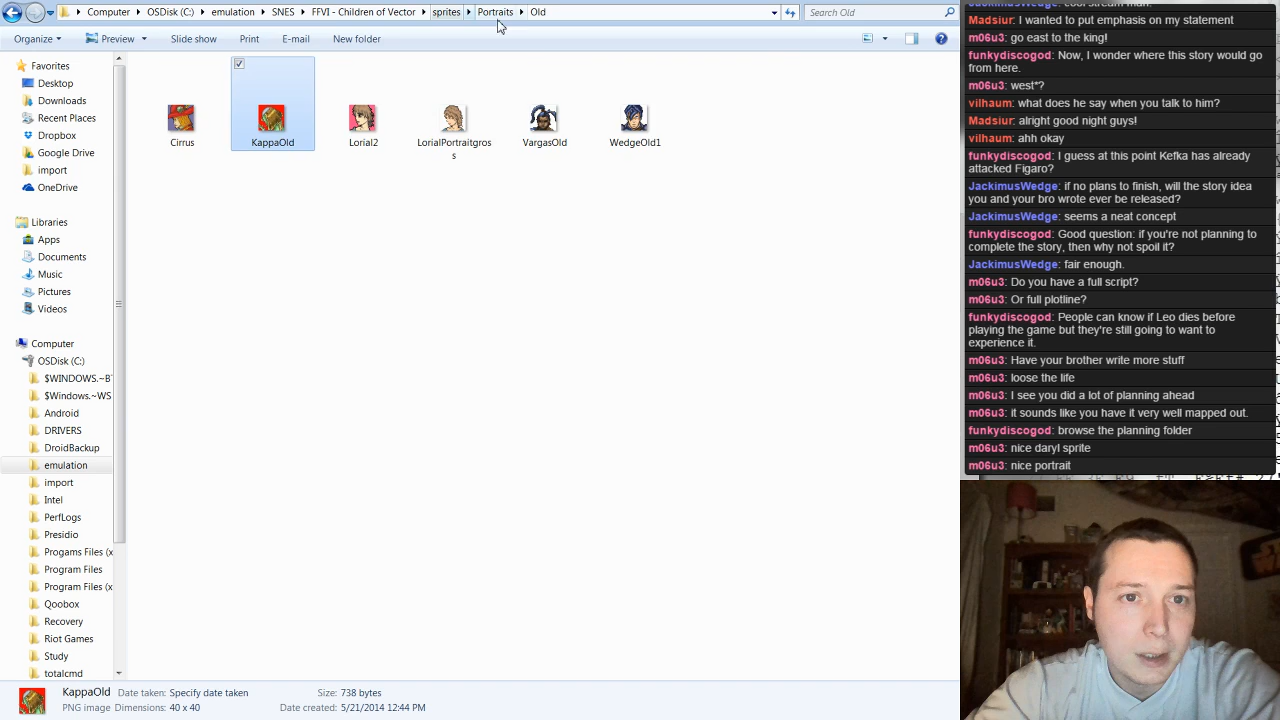 Computer OSDisk (C:) emulation SNES FFVI - Children of Vector sprites Portraits Old
Search Old
Organize Preview Slide show Print New folder
Favorites
Desktop
Downloads
Recent Places
Dropbox
Google Drive
import
OneDrive
Libraries
Apps
Documents
Music
Pictures
Videos
Computer
OSDisk (C:)
$WINDOWS.~B
$Windows.~WS
Android
DRIVERS
DroidBackup
emulation
import
Intel
PerfLogs
Presidio
Progams Files (x
Program Files
Program Files (x
Qoobox
Recovery
Riot Games
Study
totalcmd
Cirrus
KappaOld
Lorial2
LorialPortraitgros
s
VargasOld
WedgeOld1
KappaOld Date taken: Specify date taken Size: 738 bytes
PNG image Dimensions: 40 x 40 Date created: 5/21/2014 12:44 PM
JackimusWedge: cool stream man.
Madsiur: I wanted to put emphasis on my statement
m06u3: go east to the king!
funkydiscogod: Now, I wonder where this story would go
from here.
m06u3: west*?
vilhaum: what does he say when you talk to him?
Madsiur: alright good night guys!
vilhaum: ahh okay
funkydiscogod: I guess at this point Kefka has already
attacked Figaro?
JackimusWedge: if no plans to finish, will the story idea
you and your bro wrote ever be released?
JackimusWedge: seems a neat concept
funkydiscogod: Good question: if you're not planning to
complete the story, then why not spoil it?
JackimusWedge: fair enough.
m06u3: Do you have a full script?
m06u3: Or full plotline?
funkydiscogod: People can know if Leo dies before
playing the game but they're still going to want to
experience it.
m06u3: Have your brother write more stuff
m06u3: loose the life
m06u3: I see you did a lot of planning ahead
m06u3: it sounds like you have it very well mapped out.
funkydiscogod: browse the planning folder
m06u3: nice daryl sprite
m06u3: nice portrait